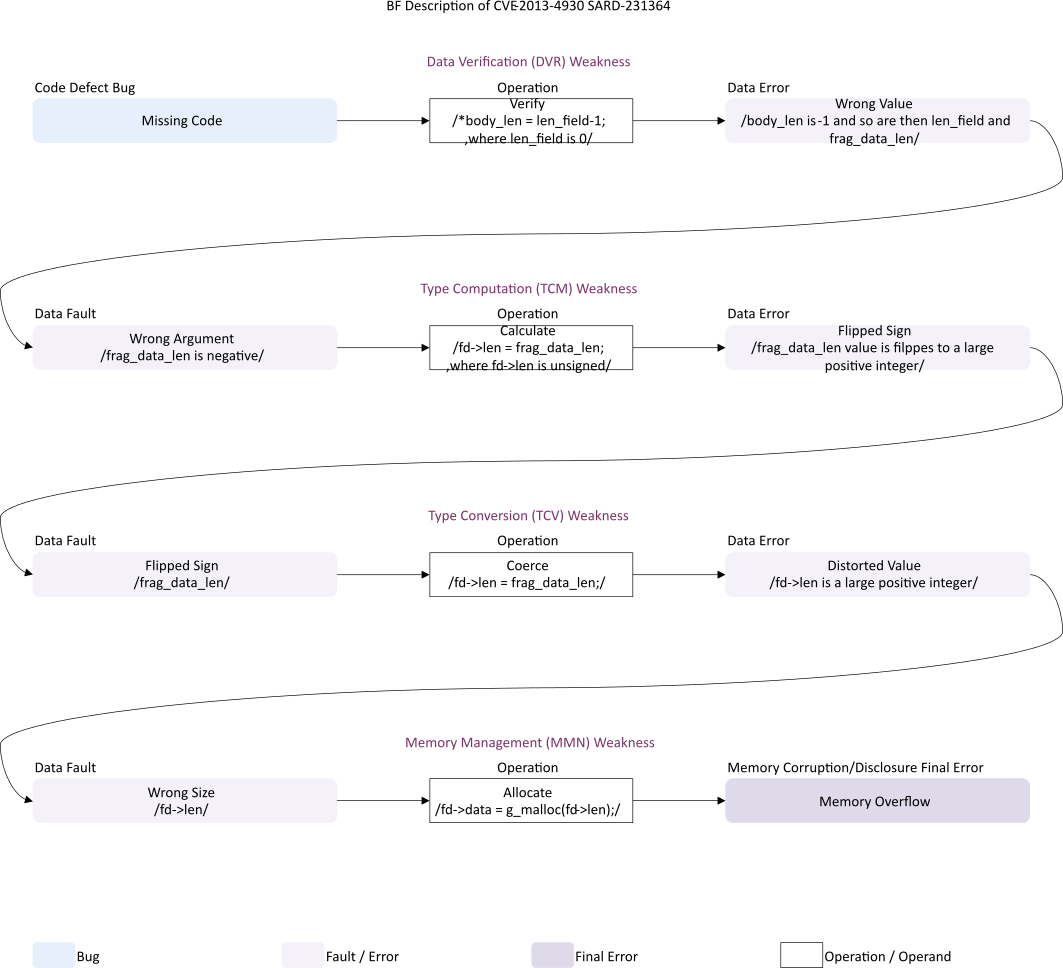 BF Description of CVE-2013-4930 SARD-231364
Data Verification (DVR) Weakness
Code Defect Bug
Operation
Data Error
Missing Code
Verify
/*body_len = len_field-1;
,where len_field is 0/
Wrong Value
/body_len is -1 and so are then len_field and
frag_data_len/
Type Computation (TCM) Weakness
Data Fault
Operation
Data Error
Wrong Argument
/frag_data_len is negative/
Calculate
/fd->len = frag_data_len;
,where fd->len is unsigned/
Flipped Sign
/frag_data_len value is filppes to a large
positive integer/
Type Conversion (TCV) Weakness
Data Fault
Operation
Data Error
Flipped Sign
/frag_data_len/
Coerce
/fd->len = frag_data_len;/
Distorted Value
/fd->len is a large positive integer/
Memory Management (MMN) Weakness
Data Fault
Operation
Memory Corruption/Disclosure Final Error
Wrong Size
/fd->len/
Allocate
/fd->data = g_malloc(fd->len);/
Memory Overflow
Bug
Fault / Error
Final Error
Operation / Operand